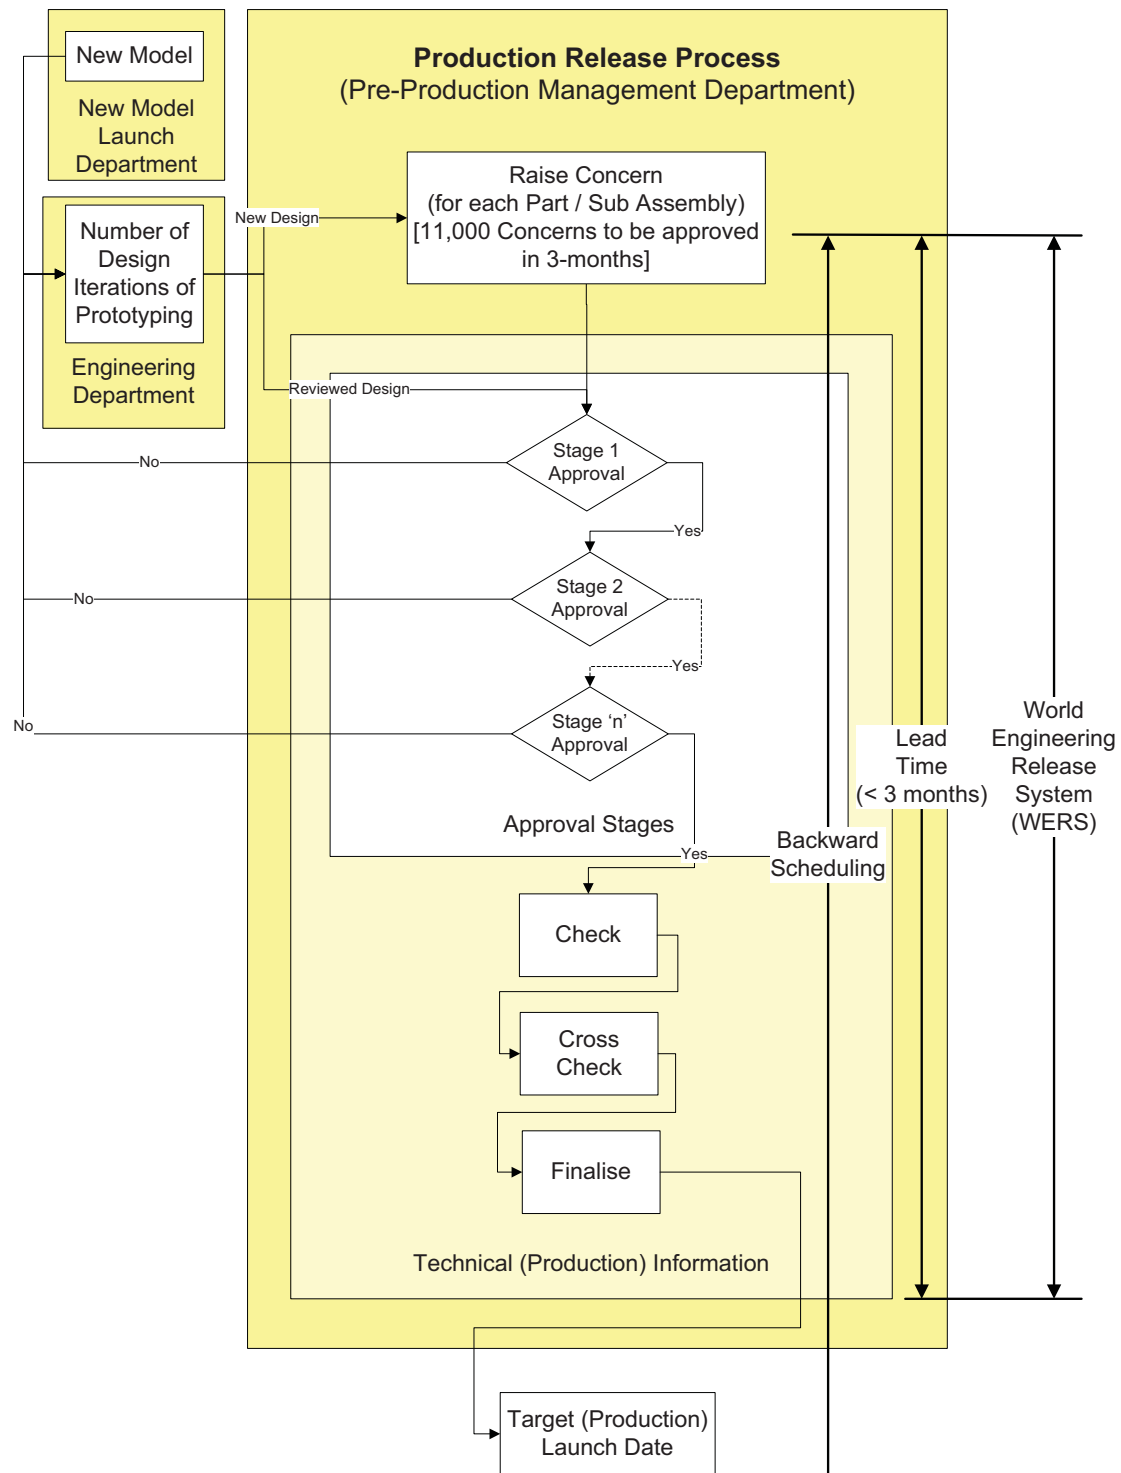 New Model
New Model
Launch
Department
Production Release Process
(Pre-Production Management Department)
Number of
Design
Iterations of
Prototyping
Engineering
Department
New Design
Raise Concern
(for each Part / Sub Assembly)
[11,000 Concerns to be approved
in 3-months]
Reviewed Design
Stage 1
Approval
No
Yes
Stage 2
Approval
No
Yes
Stage ‘n’
Approval
No
Approval Stages
Yes
Backward
Scheduling
Lead
Time
(< 3 months)
World
Engineering
Release
System
(WERS)
Check
Cross
Check
Finalise
Technical (Production) Information
Target (Production)
Launch Date